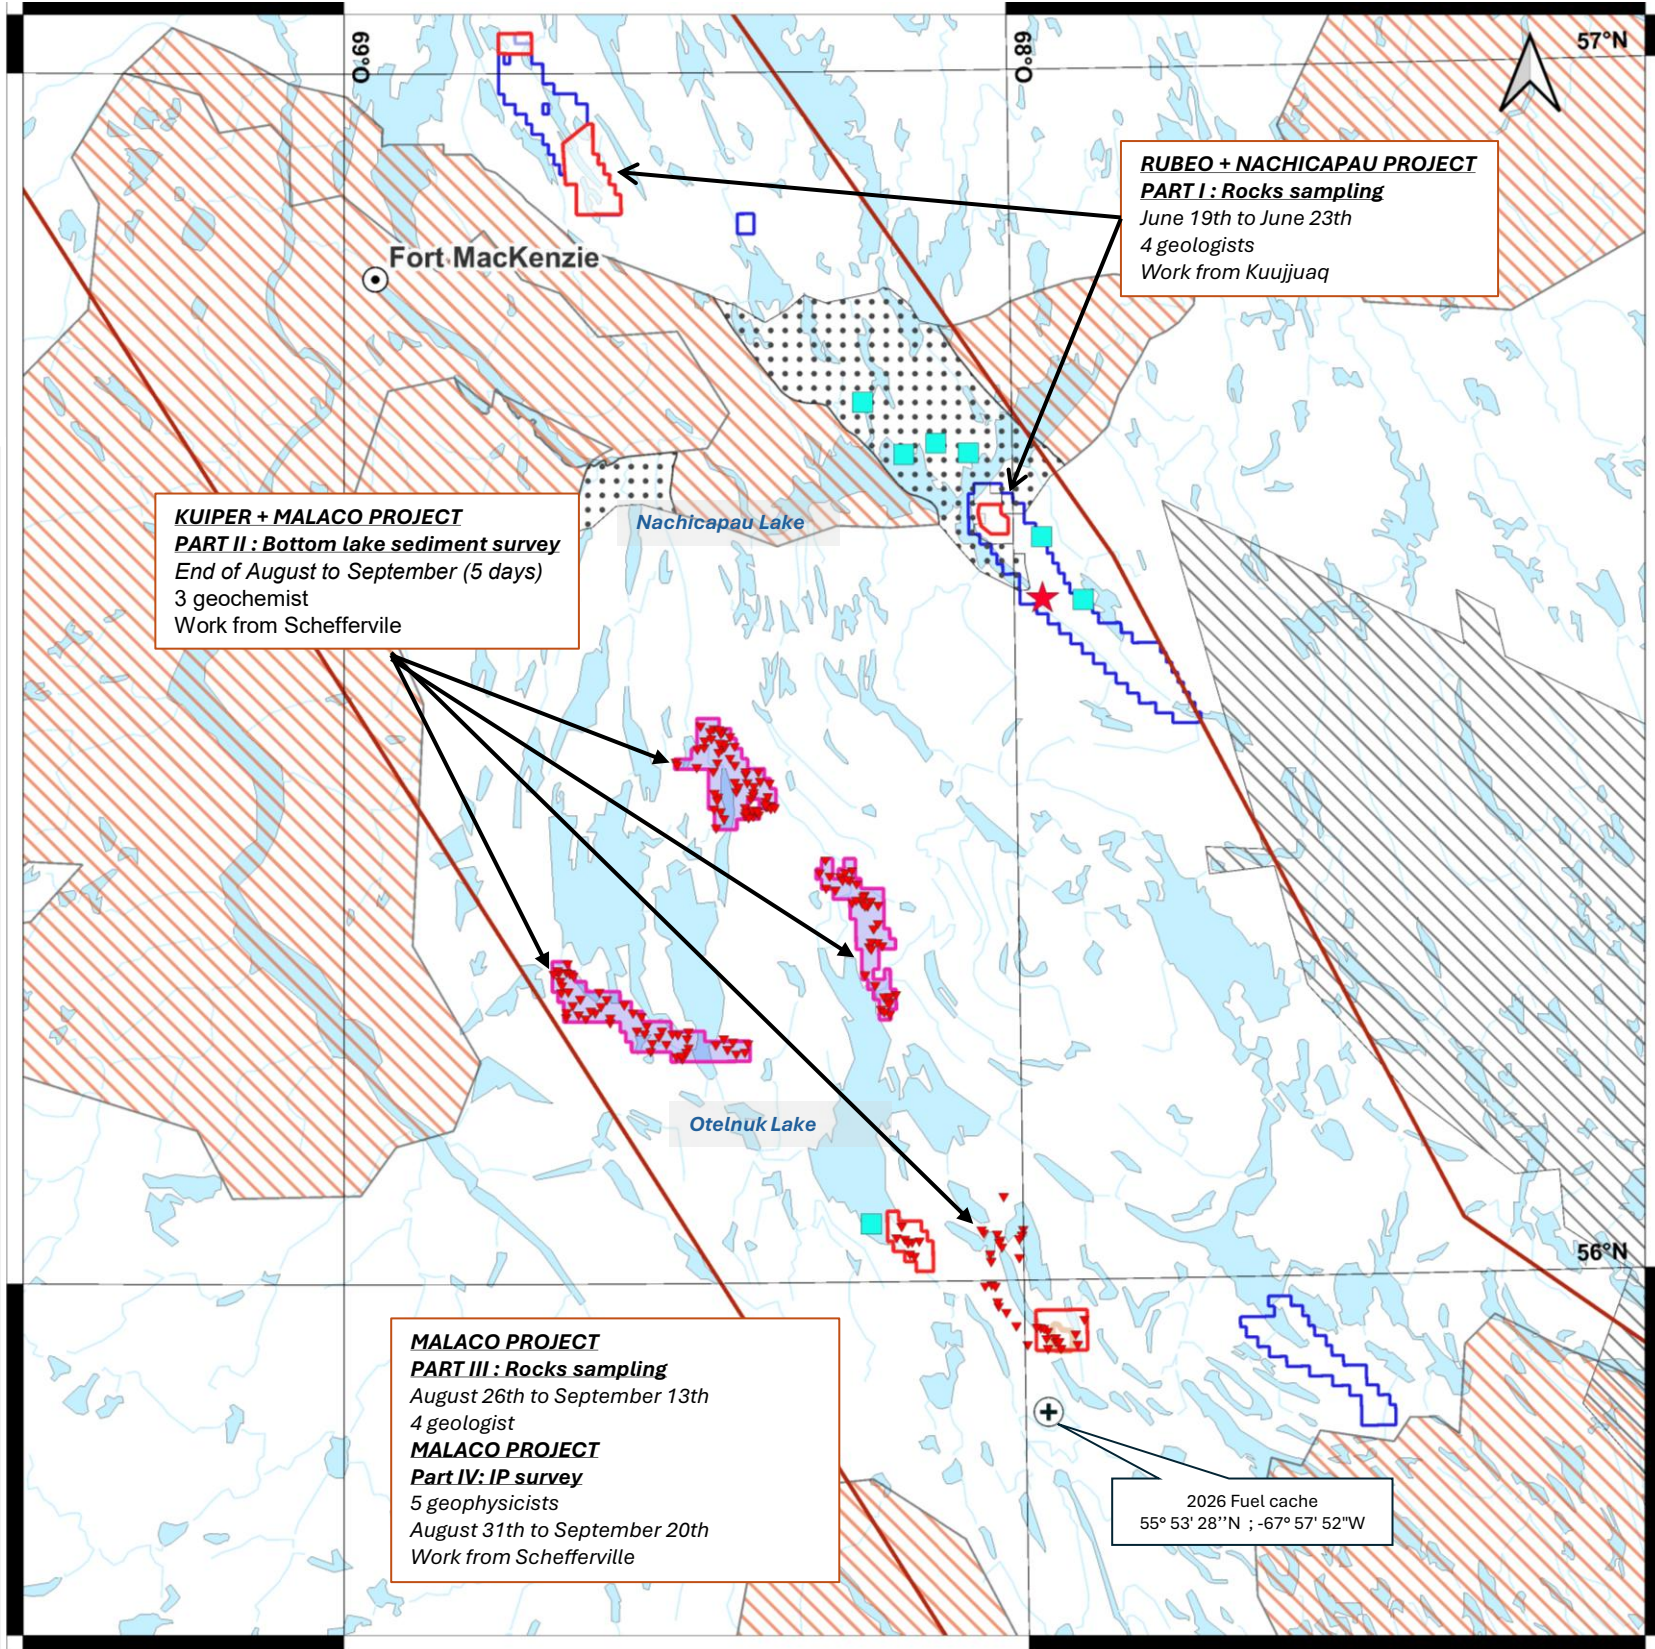 0.69
0.89
57°N
RUBEO + NACHICAPAU PROJECT
PART I : Rocks sampling
June 19th to June 23th
4 geologists
Work from Kuujjuaq
Fort MacKenzie
KUIPER + MALACO PROJECT
PART II : Bottom lake sediment survey
End of August to September (5 days)
3 geochemist
Work from Scheffervile
Nachicapau Lake
Otelnuk Lake
56°N
MALACO PROJECT
PART III : Rocks sampling
August 26th to September 13th
4 geologist
MALACO PROJECT
Part IV: IP survey
5 geophysicists
August 31th to September 20th
Work from Schefferville
2026 Fuel cache
55° 53' 28’’N  ; -67° 57' 52"W